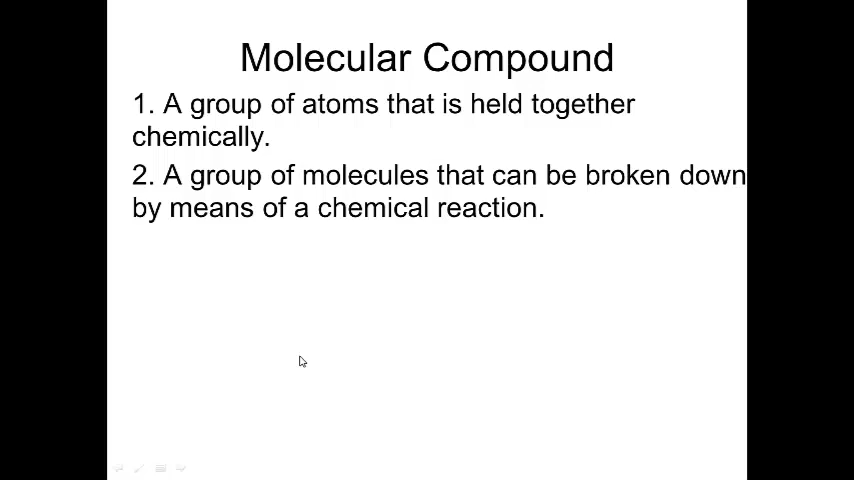 Molecular Compound
1. A group of atoms that is held together
chemically.
2. A group of molecules that can be broken down
by means of a chemical reaction.